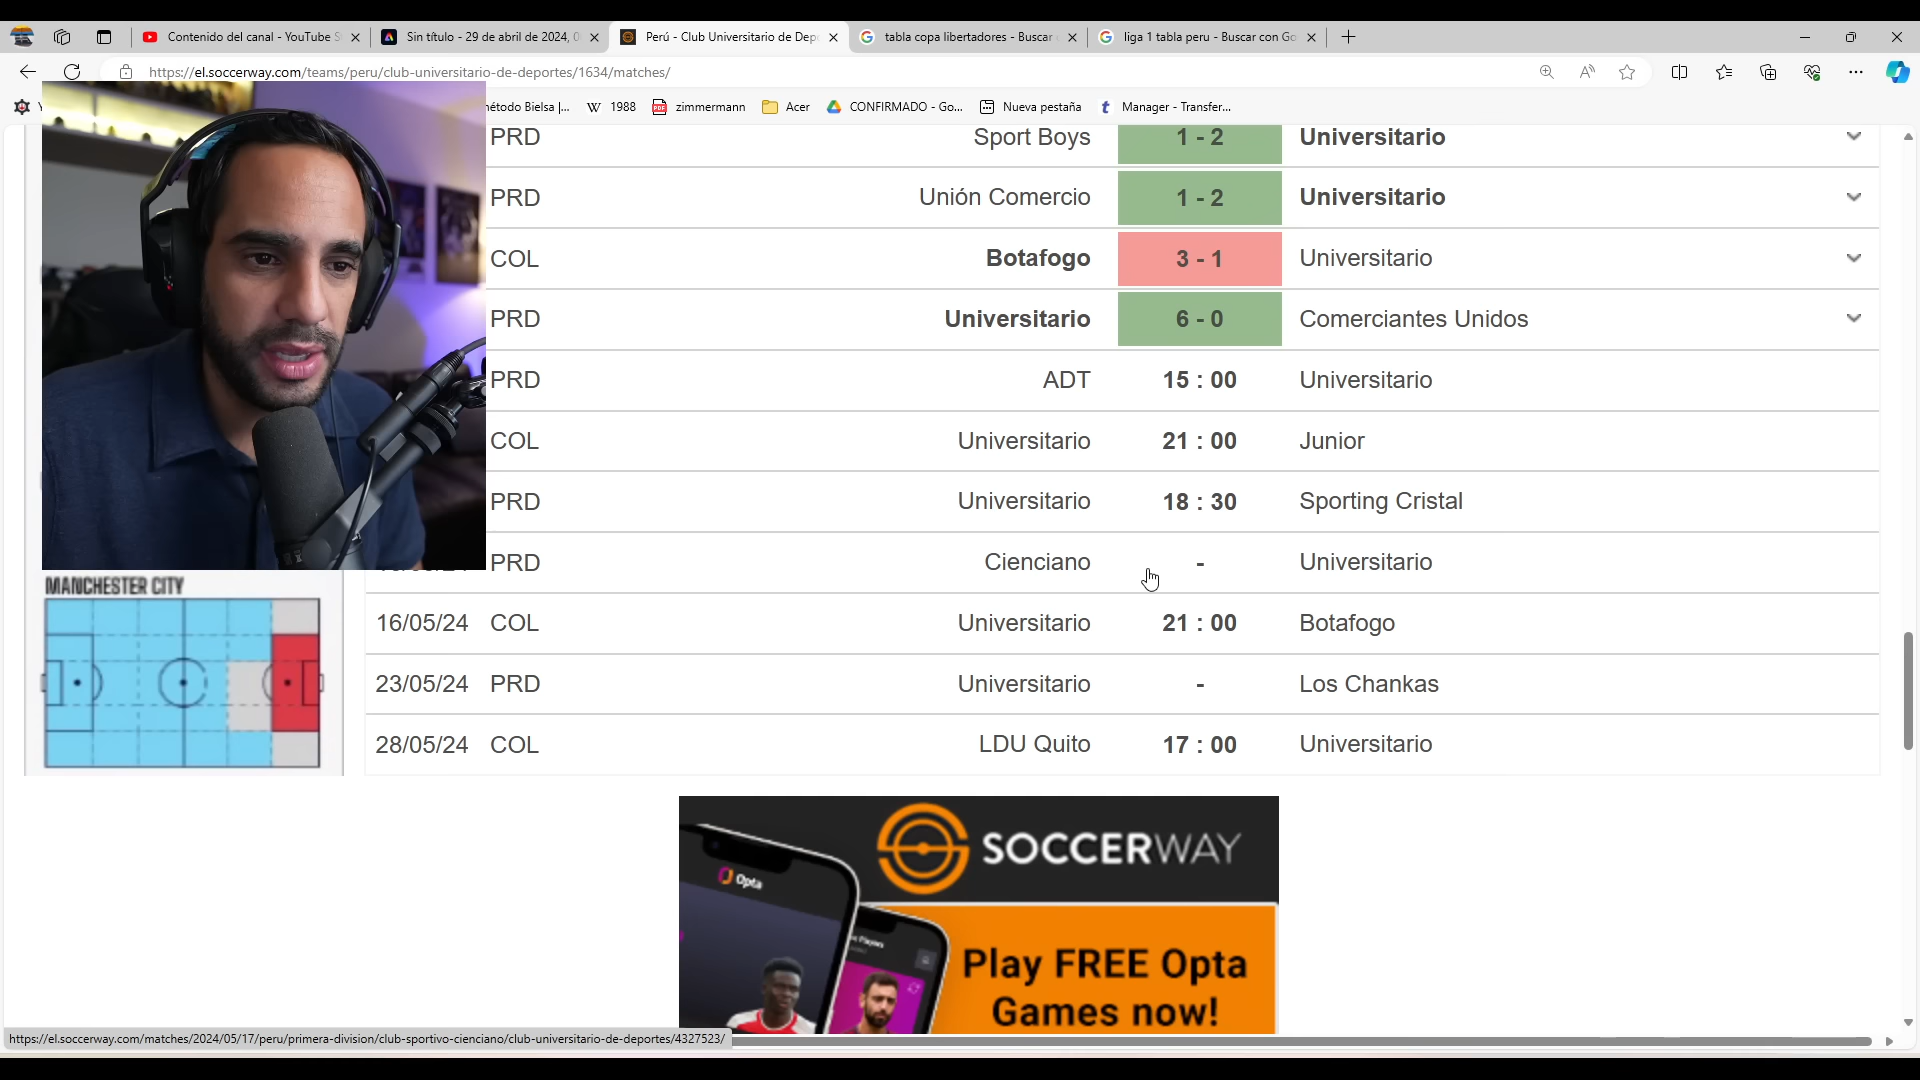 Contenido del canal - YouTube S
Sin título - 29 de abril de 2024, 0
Perú - Club Universitario de Depo
tabla copa libertadores - Buscar
liga 1 tabla peru - Buscar con Go
https://el.soccerway.com/teams/peru/club-universitario-de-deportes/1634/matches/
étodo Bielsa |...
W 1988
PDF zimmermann
Acer
CONFIRMADO - Go...
Nueva pestaña
t Manager - Transfer...
PRD Sport Boys 1 - 2 Universitario
PRD Unión Comercio 1 - 2 Universitario
COL Botafogo 3 - 1 Universitario
PRD Universitario 6 - 0 Comerciantes Unidos
PRD ADT 15 : 00 Universitario
COL Universitario 21 : 00 Junior
PRD Universitario 18 : 30 Sporting Cristal
PRD Cienciano - Universitario
16/05/24 COL Universitario 21 : 00 Botafogo
23/05/24 PRD Universitario - Los Chankas
28/05/24 COL LDU Quito 17 : 00 Universitario
MANCHESTER CITY
SOCCERWAY
Opta
Play FREE Opta
Games now!
https://el.soccerway.com/matches/2024/05/17/peru/primera-division/club-sportivo-cienciano/club-universitario-de-deportes/4327523/